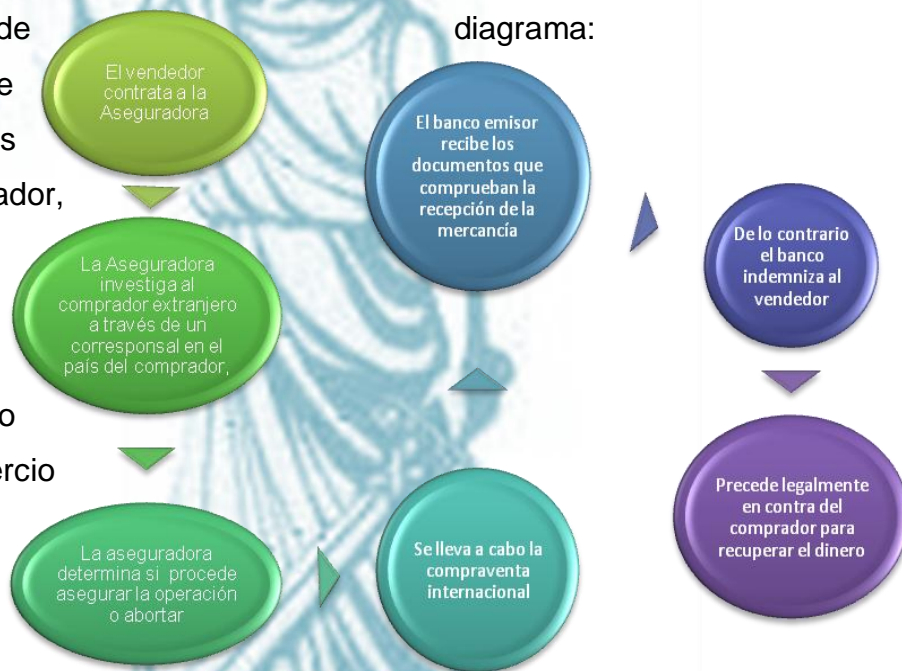 de
diagrama:
e
s
ador,
o
ercio
El vendedor
contrata a la
Aseguradora
La Aseguradora
investiga al
comprador extranjero
a través de un
corresponsal en el
país del comprador,
La aseguradora
determina si procede
asegurar la operación
o abortar
Se lleva a cabo la
compraventa
internacional
El banco emisor
recibe los
documentos que
comprueban la
recepción de la
mercancía
De lo contrario
el banco
indemniza al
vendedor
Precede legalmente
en contra del
comprador para
recuperar el dinero